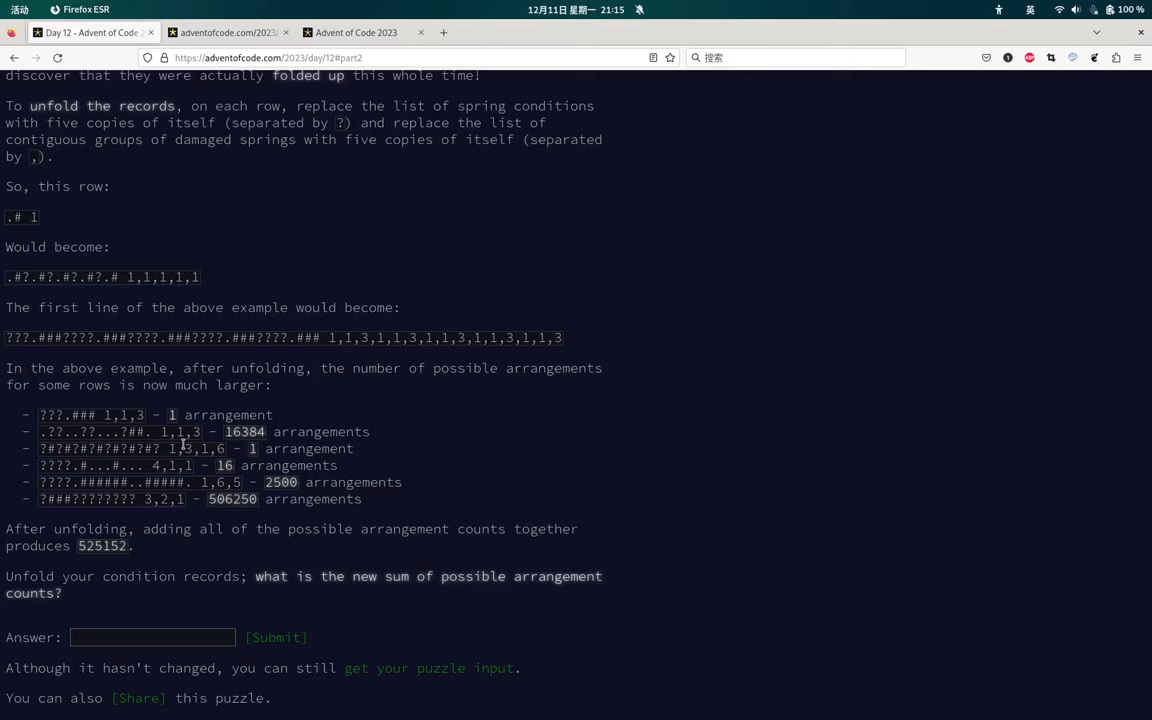 活动 Firefox ESR 12月11日 星期一 21:15 英 100 %
Day 12 - Advent of Code 2 adventofcode.com/2023/ Advent of Code 2023
https://adventofcode.com/2023/day/12#part2 搜索
discover that they were actually folded up this whole time!
To unfold the records, on each row, replace the list of spring conditions
with five copies of itself (separated by ?) and replace the list of
contiguous groups of damaged springs with five copies of itself (separated
by ,).
So, this row:
.# 1
Would become:
.#?.#?.#?.#?.# 1,1,1,1,1
The first line of the above example would become:
???.###????.###????.###????.###????.### 1,1,3,1,1,3,1,1,3,1,1,3,1,1,3
In the above example, after unfolding, the number of possible arrangements
for some rows is now much larger:
- ???.### 1,1,3 - 1 arrangement
- .??..??...?##. 1,1,3 - 16384 arrangements
- ?#?#?#?#?#?#?#? 1,3,1,6 - 1 arrangement
- ????.#...#... 4,1,1 - 16 arrangements
- ????.######..#####. 1,6,5 - 2500 arrangements
- ?###???????? 3,2,1 - 506250 arrangements
After unfolding, adding all of the possible arrangement counts together
produces 525152.
Unfold your condition records; what is the new sum of possible arrangement
counts?
Answer: [Submit]
Although it hasn't changed, you can still get your puzzle input.
You can also [Share] this puzzle.